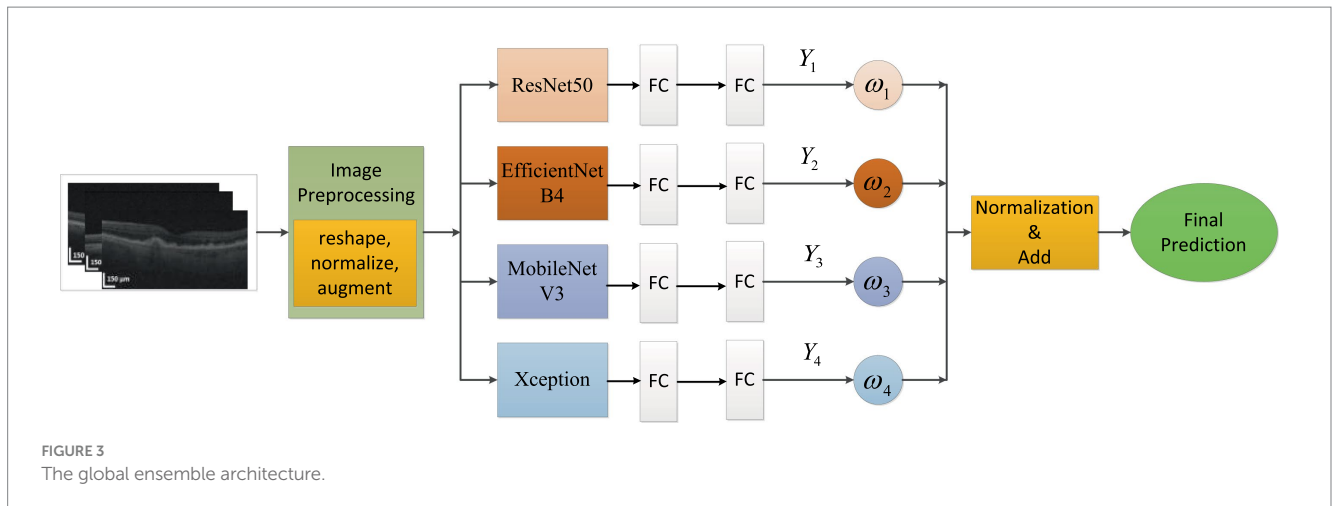 Image
Preprocessing
reshape,
normalize,
augment
150
150
150 μm
ResNet50
FC
FC
Y1
ω1
EfficientNet
B4
FC
FC
Y2
ω2
MobileNet
V3
FC
FC
Y3
ω3
Xception
FC
FC
Y4
ω4
Normalization
&
Add
Final
Prediction
FIGURE 3
The global ensemble architecture.